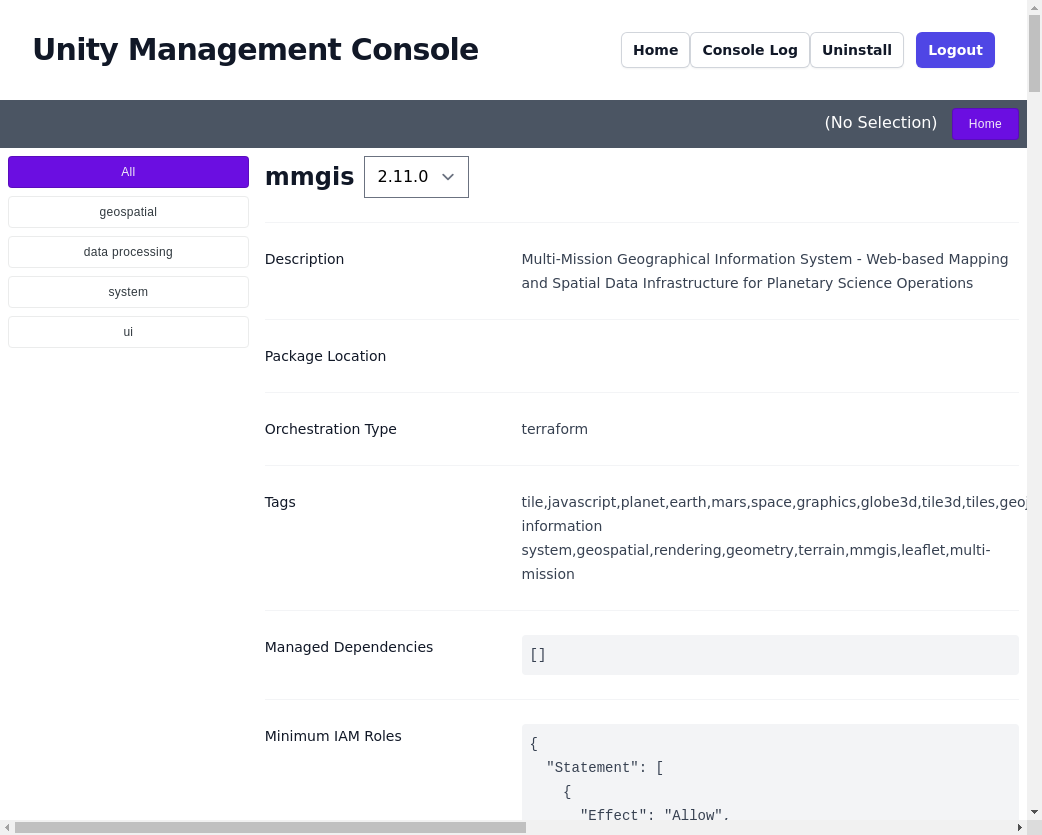 Unity Management Console
Home
Console Log
Uninstall
Logout
(No Selection)
Home
All
geospatial
data processing
system
ui
mmgis
2.11.0
Description
Multi-Mission Geographical Information System - Web-based Mapping
and Spatial Data Infrastructure for Planetary Science Operations
Package Location
Orchestration Type
terraform
Tags
tile,javascript,planet,earth,mars,space,graphics,globe3d,tile3d,tiles,geoj
information
system,geospatial,rendering,geometry,terrain,mmgis,leaflet,multi-
mission
Managed Dependencies
[]
Minimum IAM Roles
{
"Statement": [
{
"Effect": "Allow",